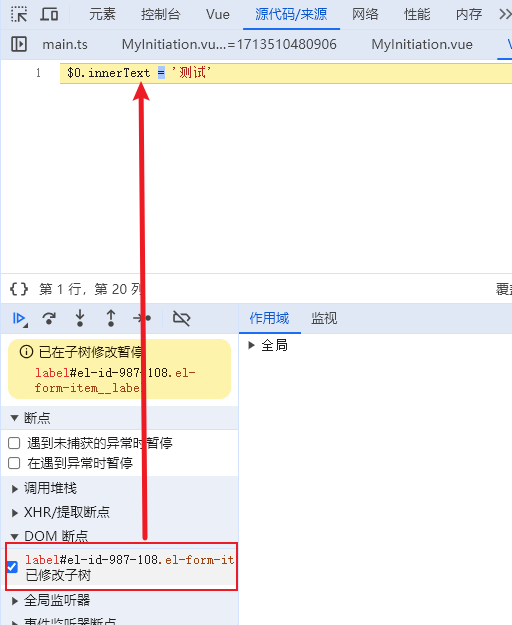 元素 控制台 Vue 源代码/来源 网络 性能 内存
main.ts MyInitiation.vu...=1713510480906 MyInitiation.vue
1 $0.innerText = '测试'
{} 第 1 行，第 20 列
作用域 监视
已在子树修改暂停
label#el-id-987-108.el-
form-item__label
全局
断点
遇到未捕获的异常时暂停
在遇到异常时暂停
调用堆栈
XHR/提取断点
DOM 断点
label#el-id-987-108.el-form-it
已修改子树
全局监听器
事件监听器断点